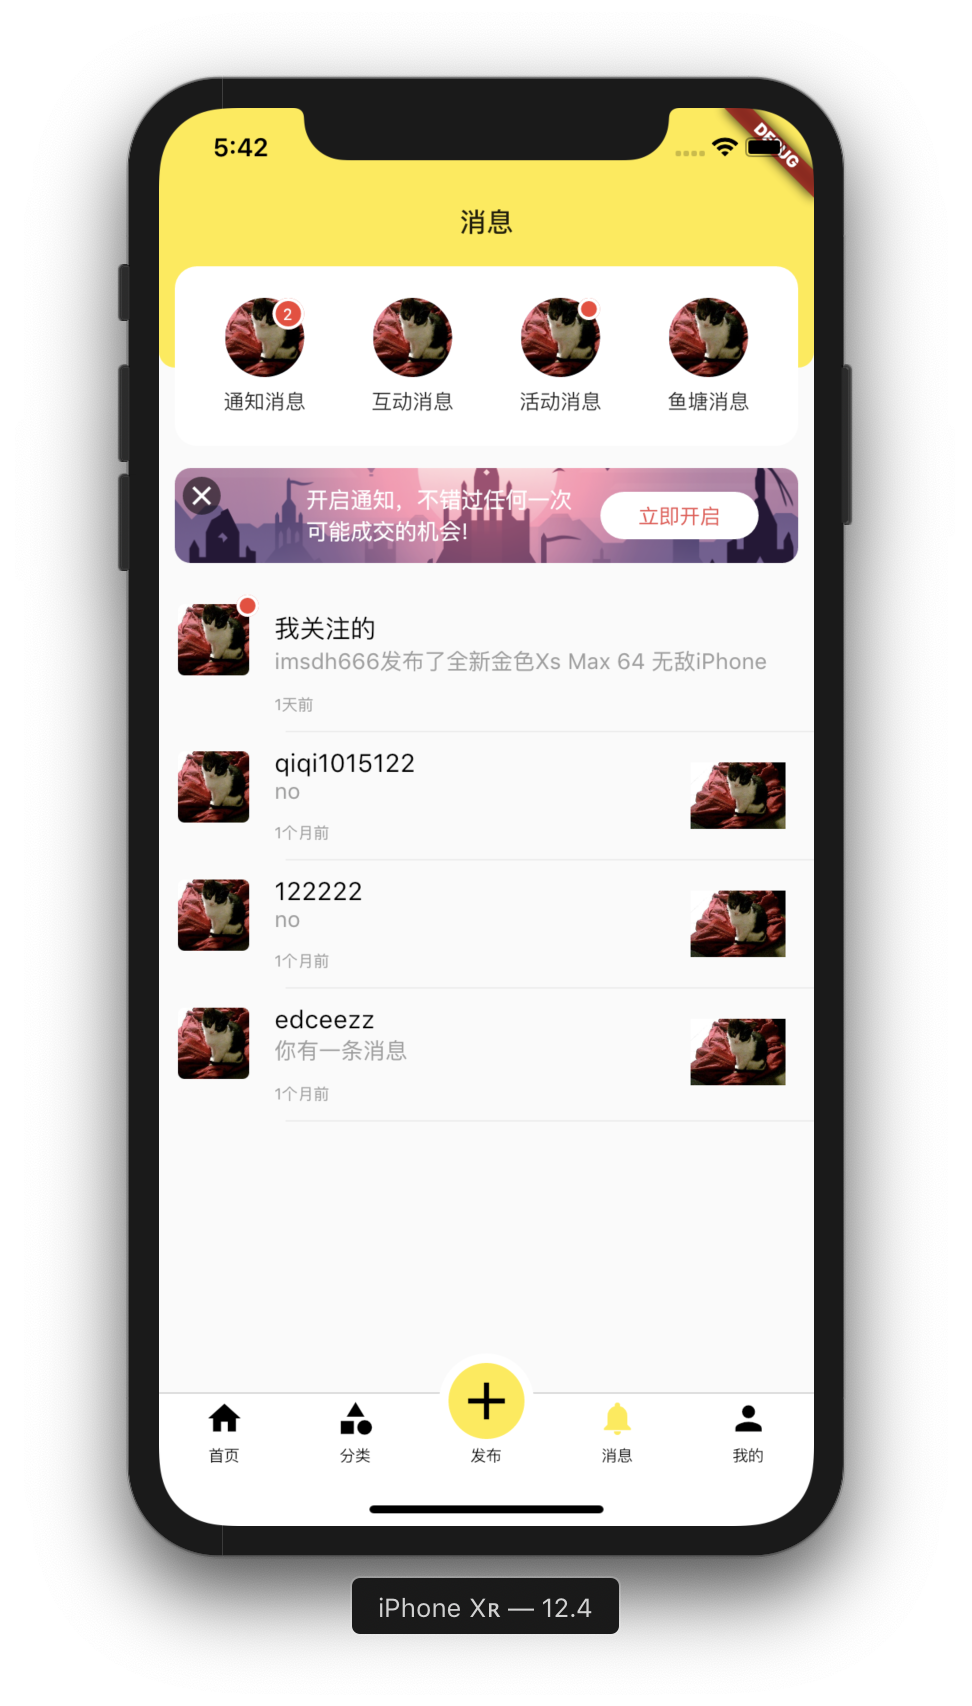 5:42
DEBUG
消息
2
通知消息
互动消息
活动消息
鱼塘消息
开启通知，不错过任何一次
可能成交的机会!
立即开启
我关注的
imsdh666发布了全新金色Xs Max 64 无敌iPhone
1天前
qiqi1015122
no
1个月前
122222
no
1个月前
edceezz
你有一条消息
1个月前
首页
分类
发布
消息
我的
iPhone Xʀ — 12.4